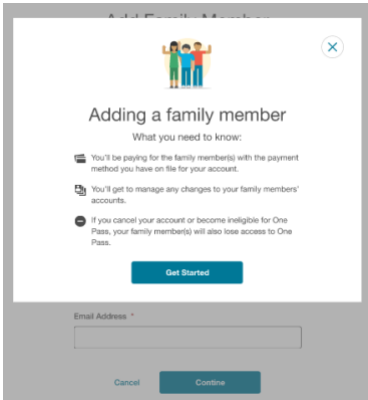 Add Family Member
Adding a family member
What you need to know:
You'll be paying for the family member(s) with the payment
method you have on file for your account.
You'll get to manage any changes to your family members'
accounts.
If you cancel your account or become ineligible for One
Pass, your family member(s) will also lose access to One
Pass.
Get Started
Email Address *
Cancel
Continue